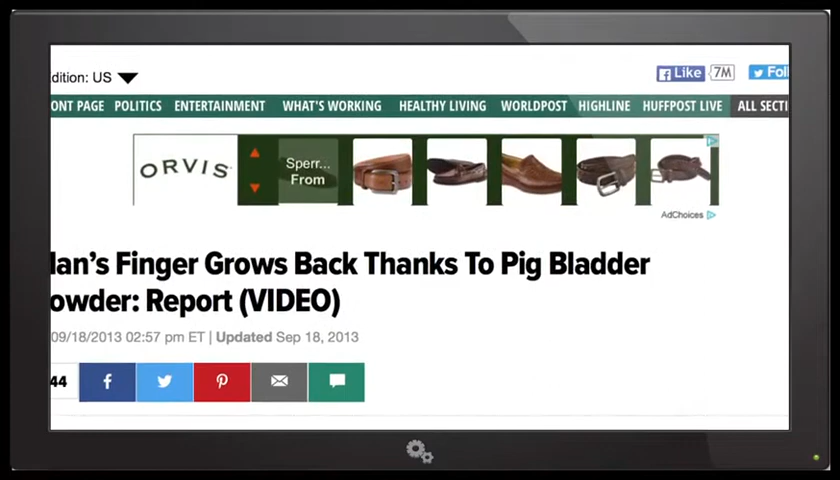 dition: US
Like 7M Foll
ONT PAGE POLITICS ENTERTAINMENT WHAT'S WORKING HEALTHY LIVING WORLDPOST HIGHLINE HUFFPOST LIVE ALL SECTI
ORVIS
Sperr...
From
AdChoices
lan's Finger Grows Back Thanks To Pig Bladder
owder: Report (VIDEO)
09/18/2013 02:57 pm ET | Updated Sep 18, 2013
44